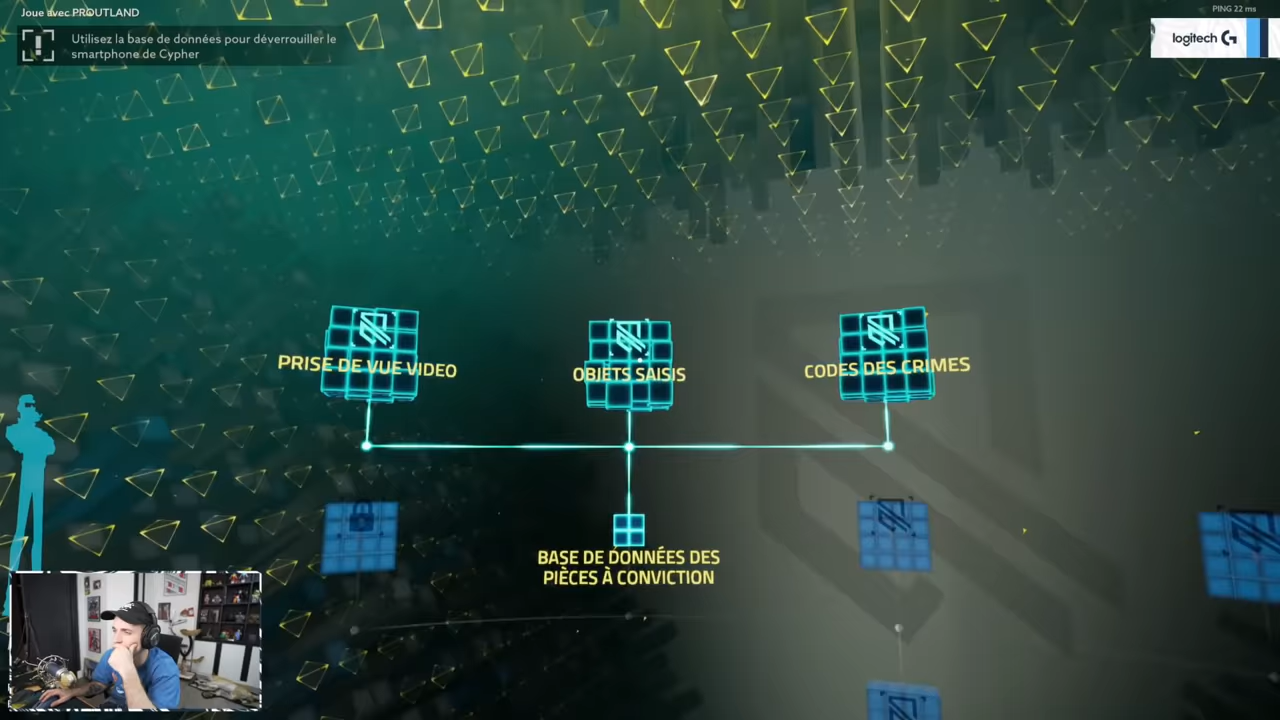 Joue avec PROUTLAND
PING 22 ms
Utilisez la base de données pour déverrouiller le
smartphone de Cypher
logitech G
PRISE DE VUE VIDEO
OBJETS SAISIS
CODES DES CRIMES
BASE DE DONNÉES DES
PIÈCES À CONVICTION